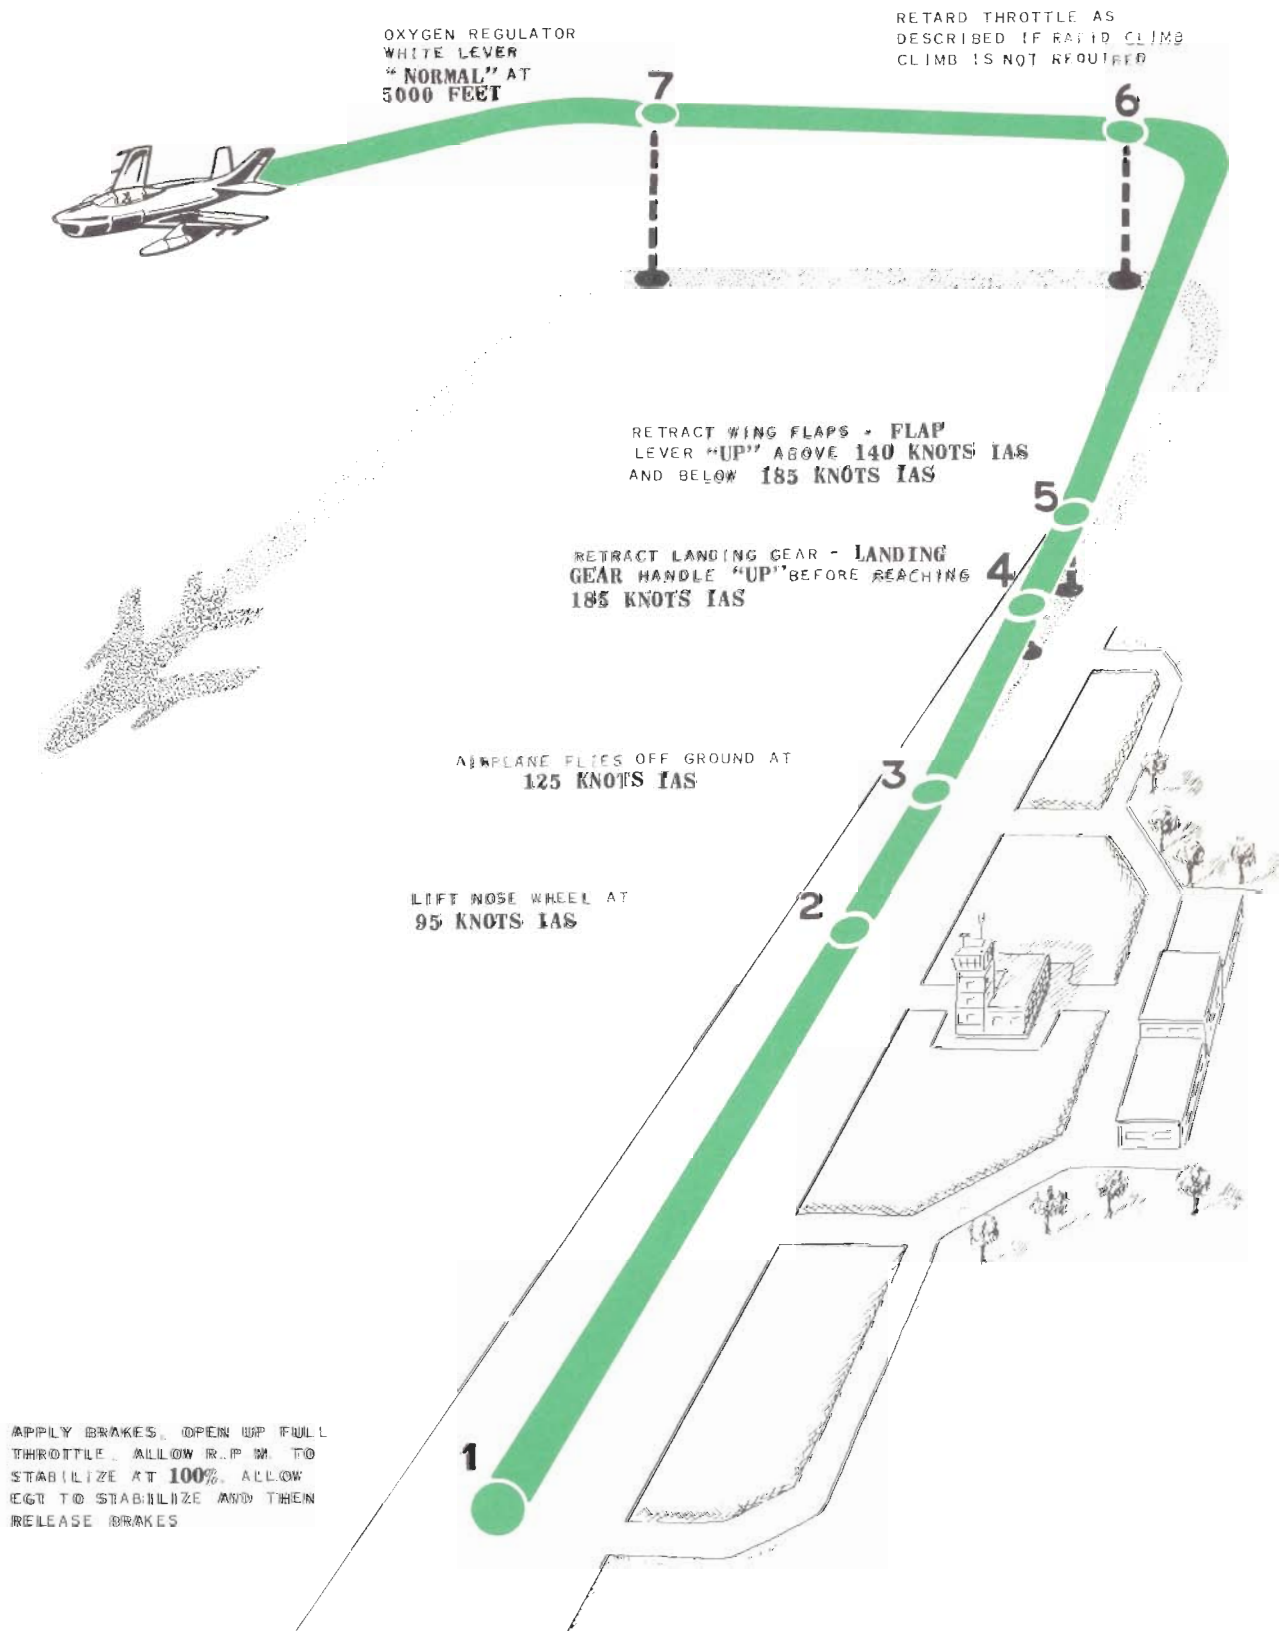 OXYGEN REGULATOR
WHITE LEVER
"NORMAL" AT
5000 FEET
7
RETARD THROTTLE AS
DESCRIBED IF RAPID CLIMB
CLIMB IS NOT REQUIRED
6
RETRACT WING FLAPS - FLAP
LEVER "UP" ABOVE 140 KNOTS IAS
AND BELOW 185 KNOTS IAS
5
RETRACT LANDING GEAR - LANDING
GEAR HANDLE "UP" BEFORE REACHING
185 KNOTS IAS
4
AIRPLANE FLIES OFF GROUND AT
125 KNOTS IAS
3
LIFT NOSE WHEEL AT
95 KNOTS IAS
2
APPLY BRAKES. OPEN UP FULL
THROTTLE. ALLOW R.P.M. TO
STABILIZE AT 100%. ALLOW
EGT TO STABILIZE AND THEN
RELEASE BRAKES
1